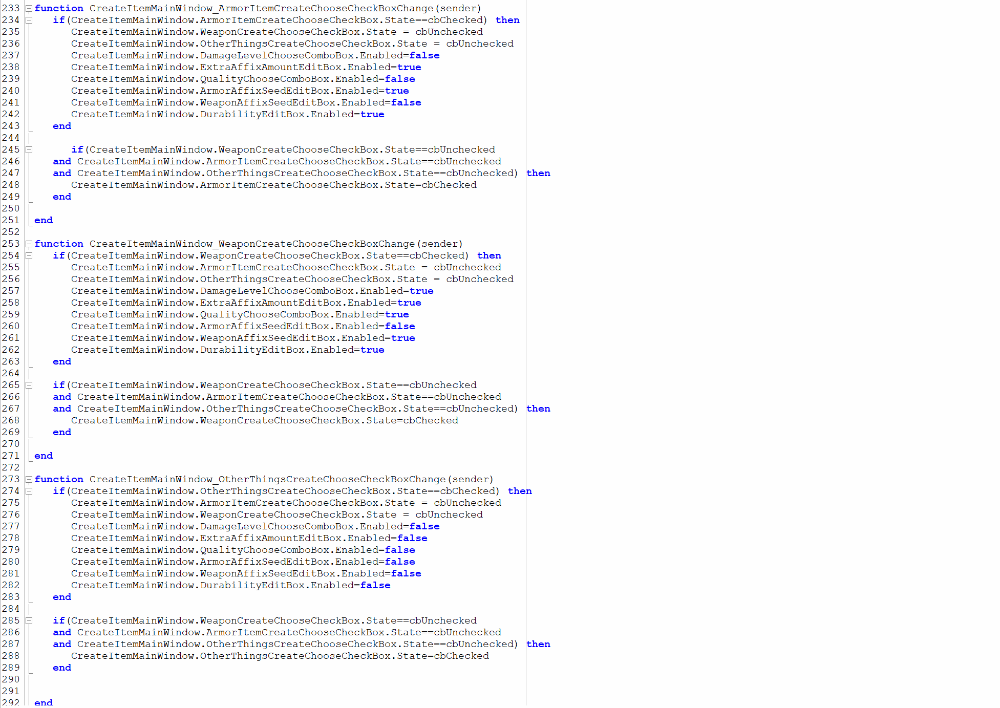 233 function CreateItemMainWindow_ArmorItemCreateChooseCheckBoxChange(sender)
234    if(CreateItemMainWindow.ArmorItemCreateChooseCheckBox.State==cbChecked) then
235       CreateItemMainWindow.WeaponCreateChooseCheckBox.State = cbUnchecked
236       CreateItemMainWindow.OtherThingsCreateChooseCheckBox.State = cbUnchecked
237       CreateItemMainWindow.DamageLevelChooseComboBox.Enabled=false
238       CreateItemMainWindow.ExtraAffixAmountEditBox.Enabled=true
239       CreateItemMainWindow.QualityChooseComboBox.Enabled=false
240       CreateItemMainWindow.ArmorAffixSeedEditBox.Enabled=true
241       CreateItemMainWindow.WeaponAffixSeedEditBox.Enabled=false
242       CreateItemMainWindow.DurabilityEditBox.Enabled=true
243    end
244
245       if(CreateItemMainWindow.WeaponCreateChooseCheckBox.State==cbUnchecked
246    and CreateItemMainWindow.ArmorItemCreateChooseCheckBox.State==cbUnchecked
247    and CreateItemMainWindow.OtherThingsCreateChooseCheckBox.State==cbUnchecked) then
248       CreateItemMainWindow.ArmorItemCreateChooseCheckBox.State=cbChecked
249    end
250
251 end
252
253 function CreateItemMainWindow_WeaponCreateChooseCheckBoxChange(sender)
254    if(CreateItemMainWindow.WeaponCreateChooseCheckBox.State==cbChecked) then
255       CreateItemMainWindow.ArmorItemCreateChooseCheckBox.State = cbUnchecked
256       CreateItemMainWindow.OtherThingsCreateChooseCheckBox.State = cbUnchecked
257       CreateItemMainWindow.DamageLevelChooseComboBox.Enabled=true
258       CreateItemMainWindow.ExtraAffixAmountEditBox.Enabled=true
259       CreateItemMainWindow.QualityChooseComboBox.Enabled=true
260       CreateItemMainWindow.ArmorAffixSeedEditBox.Enabled=false
261       CreateItemMainWindow.WeaponAffixSeedEditBox.Enabled=true
262       CreateItemMainWindow.DurabilityEditBox.Enabled=true
263    end
264
265    if(CreateItemMainWindow.WeaponCreateChooseCheckBox.State==cbUnchecked
266    and CreateItemMainWindow.ArmorItemCreateChooseCheckBox.State==cbUnchecked
267    and CreateItemMainWindow.OtherThingsCreateChooseCheckBox.State==cbUnchecked) then
268       CreateItemMainWindow.WeaponCreateChooseCheckBox.State=cbChecked
269    end
270
271 end
272
273 function CreateItemMainWindow_OtherThingsCreateChooseCheckBoxChange(sender)
274    if(CreateItemMainWindow.OtherThingsCreateChooseCheckBox.State==cbChecked) then
275       CreateItemMainWindow.ArmorItemCreateChooseCheckBox.State = cbUnchecked
276       CreateItemMainWindow.WeaponCreateChooseCheckBox.State = cbUnchecked
277       CreateItemMainWindow.DamageLevelChooseComboBox.Enabled=false
278       CreateItemMainWindow.ExtraAffixAmountEditBox.Enabled=false
279       CreateItemMainWindow.QualityChooseComboBox.Enabled=false
280       CreateItemMainWindow.ArmorAffixSeedEditBox.Enabled=false
281       CreateItemMainWindow.WeaponAffixSeedEditBox.Enabled=false
282       CreateItemMainWindow.DurabilityEditBox.Enabled=false
283    end
284
285    if(CreateItemMainWindow.WeaponCreateChooseCheckBox.State==cbUnchecked
286    and CreateItemMainWindow.ArmorItemCreateChooseCheckBox.State==cbUnchecked
287    and CreateItemMainWindow.OtherThingsCreateChooseCheckBox.State==cbUnchecked) then
288       CreateItemMainWindow.OtherThingsCreateChooseCheckBox.State=cbChecked
289    end
290
291
292 end